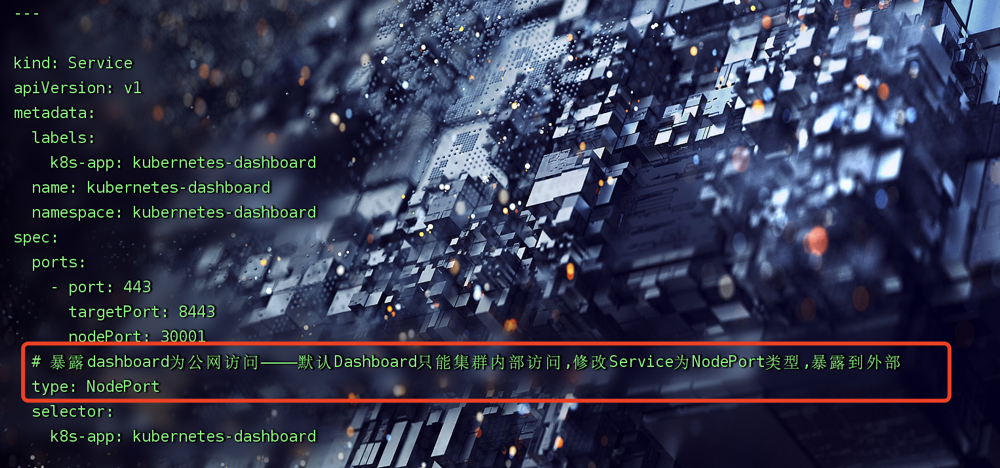 ---
kind: Service
apiVersion: v1
metadata:
  labels:
    k8s-app: kubernetes-dashboard
  name: kubernetes-dashboard
  namespace: kubernetes-dashboard
spec:
  ports:
    - port: 443
      targetPort: 8443
      nodePort: 30001
  # 暴露dashboard为公网访问————默认Dashboard只能集群内部访问,修改Service为NodePort类型,暴露到外部
  type: NodePort
  selector:
    k8s-app: kubernetes-dashboard